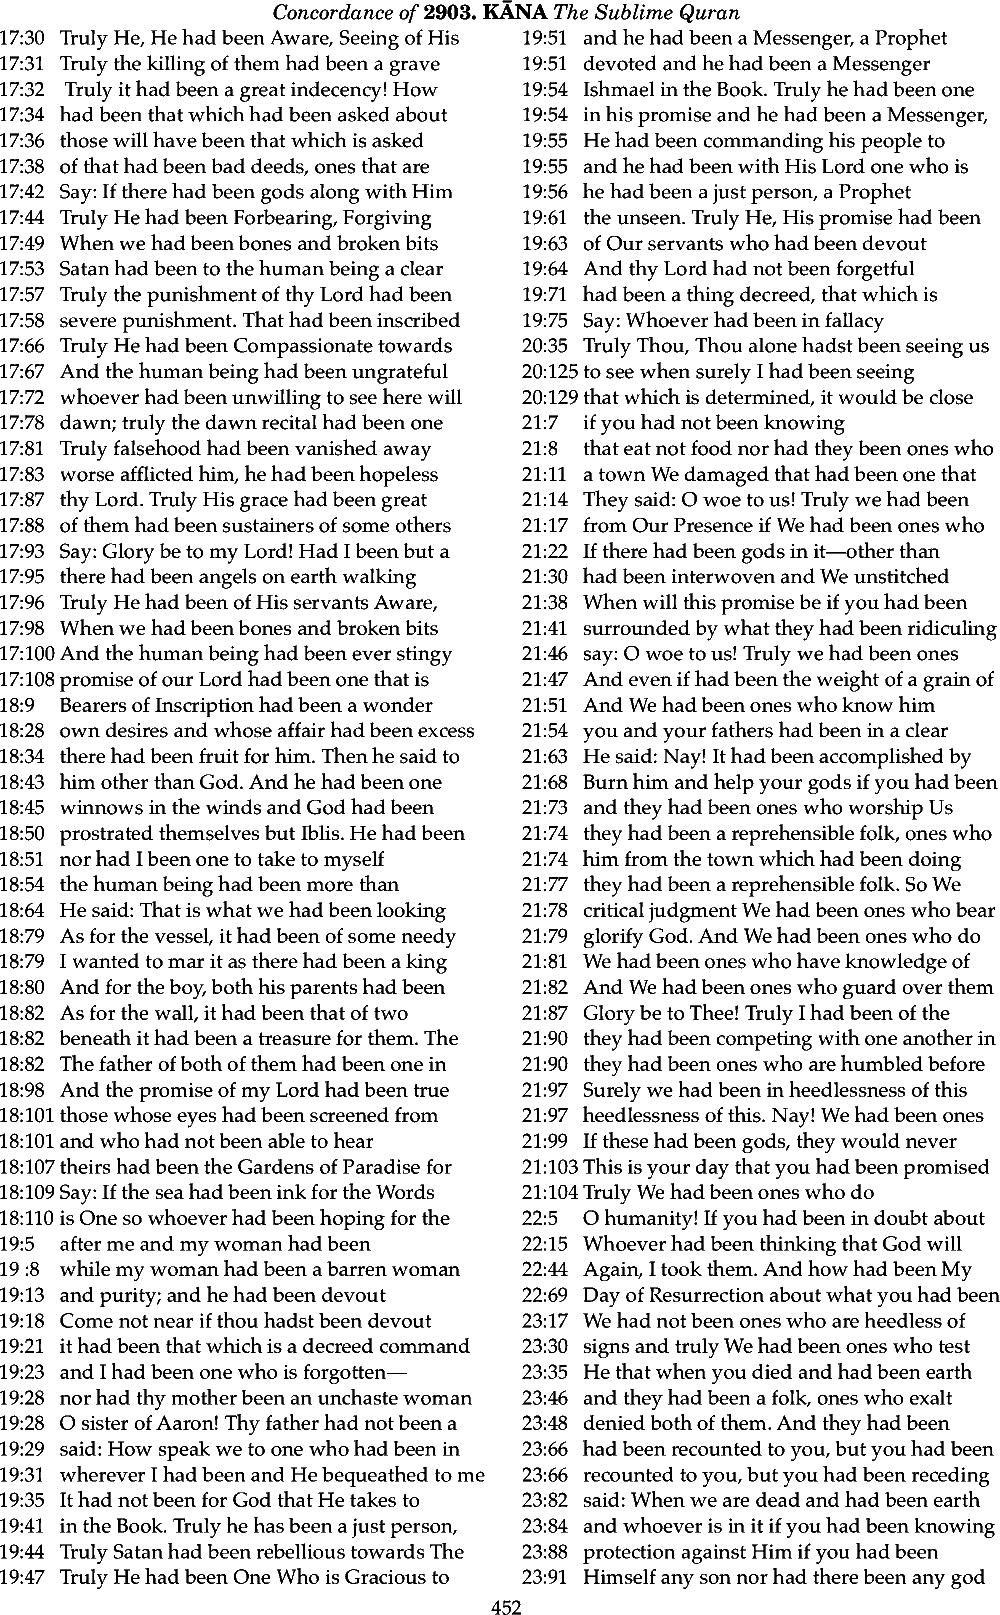 Concordance of 2903. KĀNA The Sublime Quran
17:30 Truly He, He had been Aware, Seeing of His
17:31 Truly the killing of them had been a grave
17:32 Truly it had been a great indecency! How
17:34 had been that which had been asked about
17:36 those will have been that which is asked
17:38 of that had been bad deeds, ones that are
17:42 Say: If there had been gods along with Him
17:44 Truly He had been Forbearing, Forgiving
17:49 When we had been bones and broken bits
17:53 Satan had been to the human being a clear
17:57 Truly the punishment of thy Lord had been
17:58 severe punishment. That had been inscribed
17:66 Truly He had been Compassionate towards
17:67 And the human being had been ungrateful
17:72 whoever had been unwilling to see here will
17:78 dawn; truly the dawn recital had been one
17:81 Truly falsehood had been vanished away
17:83 worse afflicted him, he had been hopeless
17:87 thy Lord. Truly His grace had been great
17:88 of them had been sustainers of some others
17:93 Say: Glory be to my Lord! Had I been but a
17:95 there had been angels on earth walking
17:96 Truly He had been of His servants Aware,
17:98 When we had been bones and broken bits
17:100 And the human being had been ever stingy
17:108 promise of our Lord had been one that is
18:9 Bearers of Inscription had been a wonder
18:28 own desires and whose affair had been excess
18:34 there had been fruit for him. Then he said to
18:43 him other than God. And he had been one
18:45 winnows in the winds and God had been
18:50 prostrated themselves but Iblis. He had been
18:51 nor had I been one to take to myself
18:54 the human being had been more than
18:64 He said: That is what we had been looking
18:79 As for the vessel, it had been of some needy
18:79 I wanted to mar it as there had been a king
18:80 And for the boy, both his parents had been
18:82 As for the wall, it had been that of two
18:82 beneath it had been a treasure for them. The
18:82 The father of both of them had been one in
18:98 And the promise of my Lord had been true
18:101 those whose eyes had been screened from
18:101 and who had not been able to hear
18:107 theirs had been the Gardens of Paradise for
18:109 Say: If the sea had been ink for the Words
18:110 is One so whoever had been hoping for the
19:5 after me and my woman had been
19 :8 while my woman had been a barren woman
19:13 and purity; and he had been devout
19:18 Come not near if thou hadst been devout
19:21 it had been that which is a decreed command
19:23 and I had been one who is forgotten—
19:28 nor had thy mother been an unchaste woman
19:28 O sister of Aaron! Thy father had not been a
19:29 said: How speak we to one who had been in
19:31 wherever I had been and He bequeathed to me
19:35 It had not been for God that He takes to
19:41 in the Book. Truly he has been a just person,
19:44 Truly Satan had been rebellious towards The
19:47 Truly He had been One Who is Gracious to
19:51 and he had been a Messenger, a Prophet
19:51 devoted and he had been a Messenger
19:54 Ishmael in the Book. Truly he had been one
19:54 in his promise and he had been a Messenger,
19:55 He had been commanding his people to
19:55 and he had been with His Lord one who is
19:56 he had been a just person, a Prophet
19:61 the unseen. Truly He, His promise had been
19:63 of Our servants who had been devout
19:64 And thy Lord had not been forgetful
19:71 had been a thing decreed, that which is
19:75 Say: Whoever had been in fallacy
20:35 Truly Thou, Thou alone hadst been seeing us
20:125 to see when surely I had been seeing
20:129 that which is determined, it would be close
21:7 if you had not been knowing
21:8 that eat not food nor had they been ones who
21:11 a town We damaged that had been one that
21:14 They said: O woe to us! Truly we had been
21:17 from Our Presence if We had been ones who
21:22 If there had been gods in it—other than
21:30 had been interwoven and We unstitched
21:38 When will this promise be if you had been
21:41 surrounded by what they had been ridiculing
21:46 say: O woe to us! Truly we had been ones
21:47 And even if had been the weight of a grain of
21:51 And We had been ones who know him
21:54 you and your fathers had been in a clear
21:63 He said: Nay! It had been accomplished by
21:68 Burn him and help your gods if you had been
21:73 and they had been ones who worship Us
21:74 they had been a reprehensible folk, ones who
21:74 him from the town which had been doing
21:77 they had been a reprehensible folk. So We
21:78 critical judgment We had been ones who bear
21:79 glorify God. And We had been ones who do
21:81 We had been ones who have knowledge of
21:82 And We had been ones who guard over them
21:87 Glory be to Thee! Truly I had been of the
21:90 they had been competing with one another in
21:90 they had been ones who are humbled before
21:97 Surely we had been in heedlessness of this
21:97 heedlessness of this. Nay! We had been ones
21:99 If these had been gods, they would never
21:103 This is your day that you had been promised
21:104 Truly We had been ones who do
22:5 O humanity! If you had been in doubt about
22:15 Whoever had been thinking that God will
22:44 Again, I took them. And how had been My
22:69 Day of Resurrection about what you had been
23:17 We had not been ones who are heedless of
23:30 signs and truly We had been ones who test
23:35 He that when you died and had been earth
23:46 and they had been a folk, ones who exalt
23:48 denied both of them. And they had been
23:66 had been recounted to you, but you had been
23:66 recounted to you, but you had been receding
23:82 said: When we are dead and had been earth
23:84 and whoever is in it if you had been knowing
23:88 protection against Him if you had been
23:91 Himself any son nor had there been any god
452